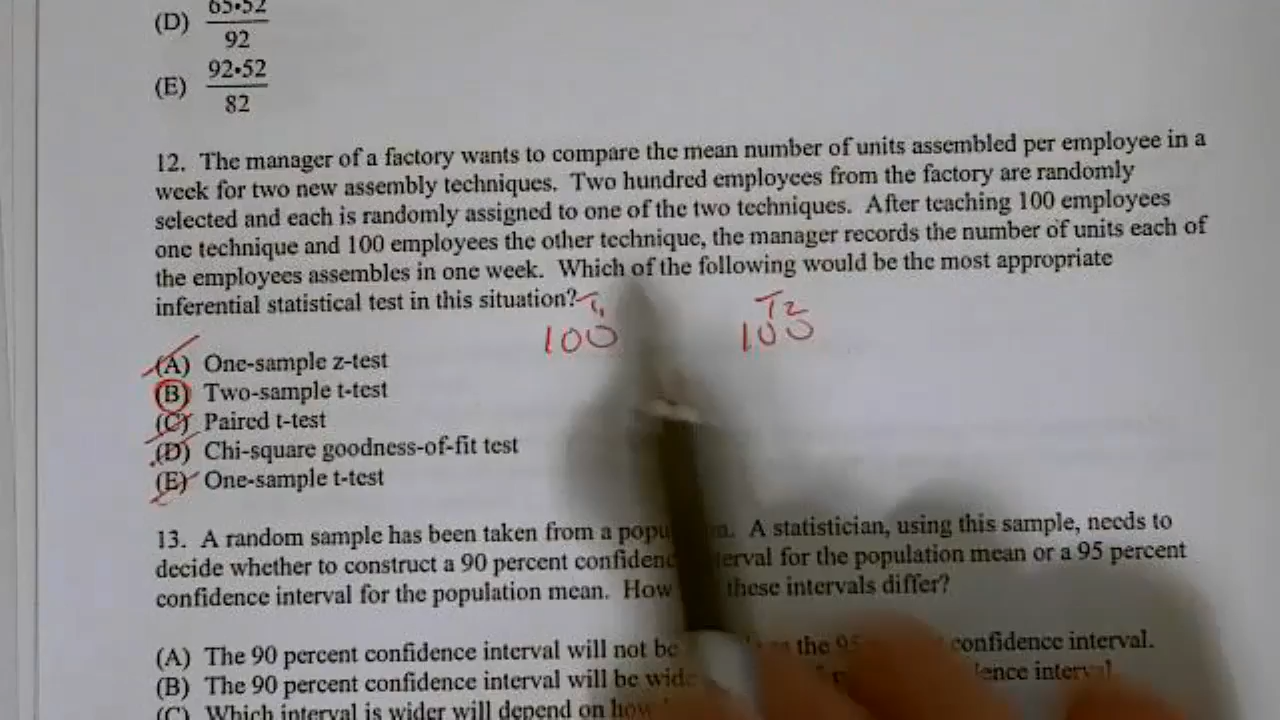 (D) 65•52
92
(E) 92•52
82
12. The manager of a factory wants to compare the mean number of units assembled per employee in a
week for two new assembly techniques. Two hundred employees from the factory are randomly
selected and each is randomly assigned to one of the two techniques. After teaching 100 employees
one technique and 100 employees the other technique, the manager records the number of units each of
the employees assembles in one week. Which of the following would be the most appropriate
inferential statistical test in this situation?
T1 T2
100 100
(A) One-sample z-test
(B) Two-sample t-test
(C) Paired t-test
(D) Chi-square goodness-of-fit test
(E) One-sample t-test
13. A random sample has been taken from a A statistician, using this sample, needs to
decide whether to construct a 90 percent for the population mean or a 95 percent
confidence interval for the population mean. How these intervals differ?
(A) The 90 percent confidence interval will not be the confidence interval.
(B) The 90 percent confidence interval will be
(C) Which interval is wider will depend on